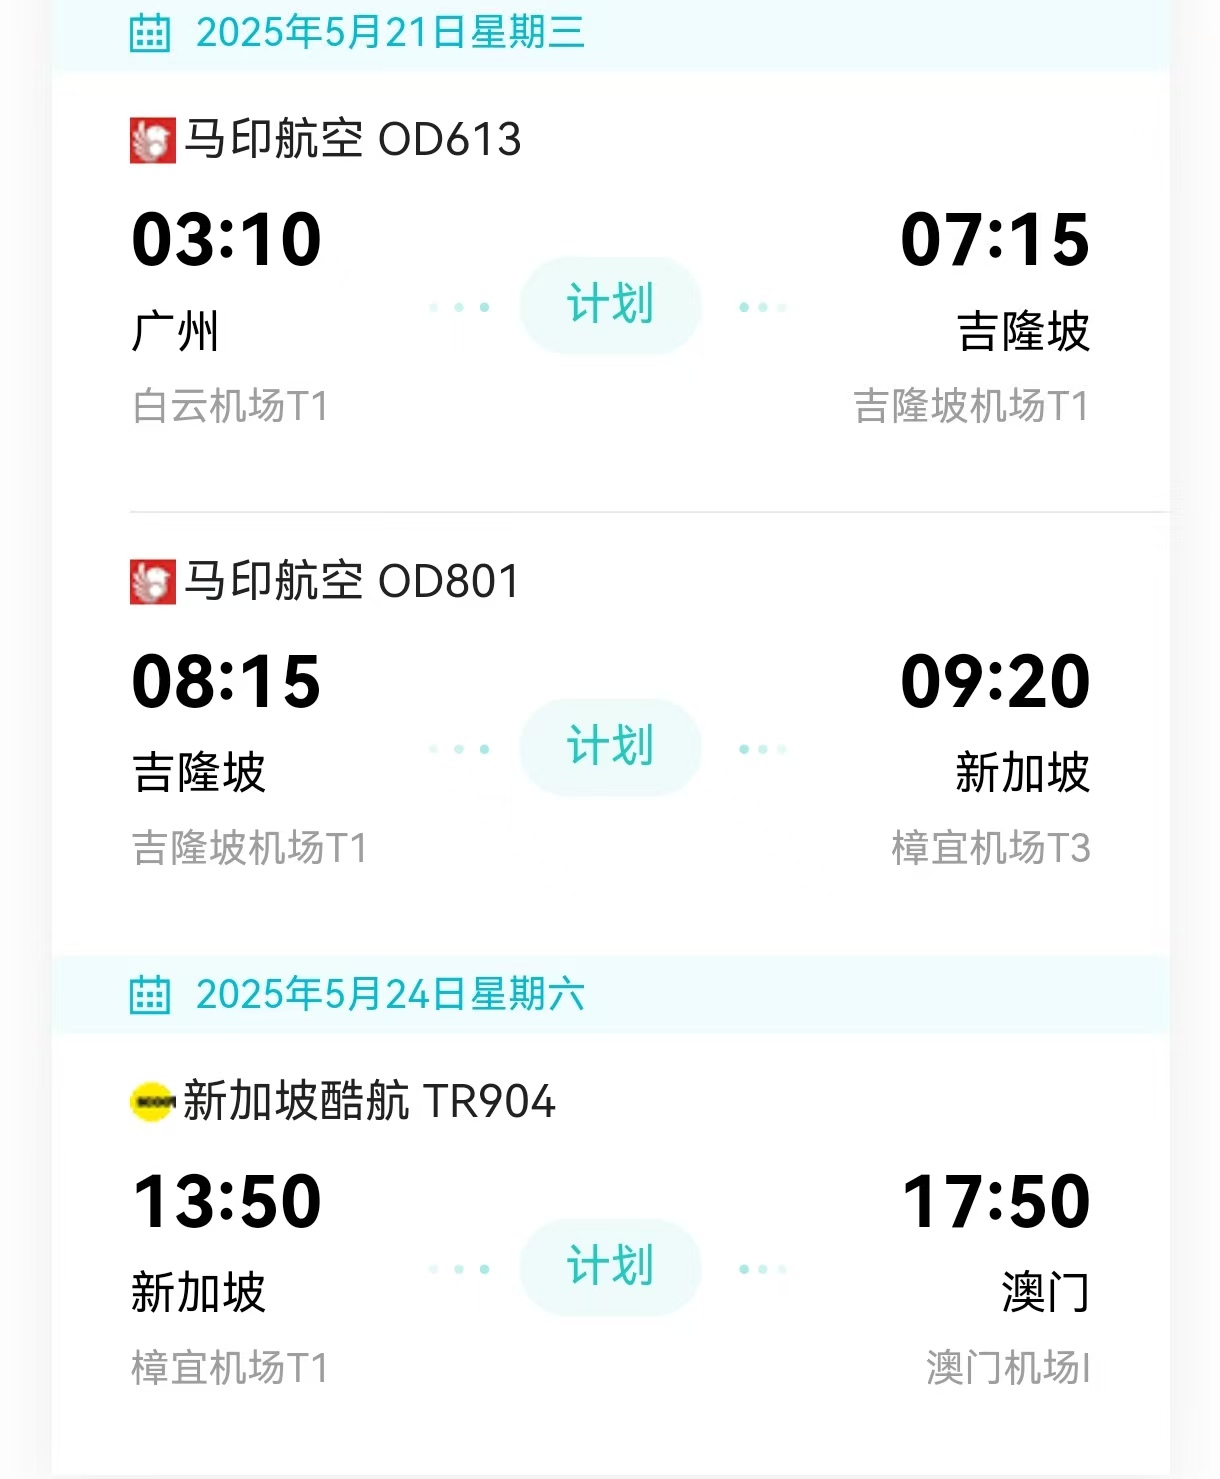 2025年5月21日星期三
马印航空 OD613
03:10 07:15
计划
广州 吉隆坡
白云机场T1 吉隆坡机场T1
马印航空 OD801
08:15 09:20
计划
吉隆坡 新加坡
吉隆坡机场T1 樟宜机场T3
2025年5月24日星期六
新加坡酷航 TR904
13:50 17:50
计划
新加坡 澳门
樟宜机场T1 澳门机场I